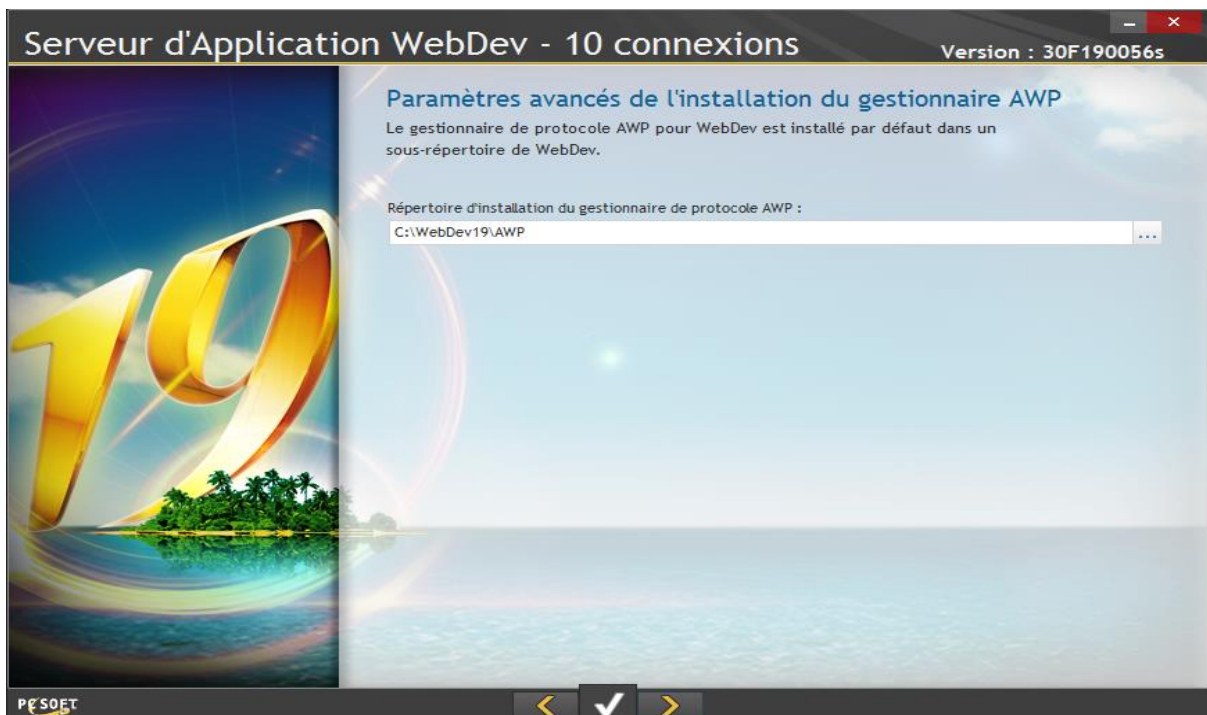 Serveur d'Application WebDev - 10 connexions
Version : 30F190056s
Paramètres avancés de l'installation du gestionnaire AWP
Le gestionnaire de protocole AWP pour WebDev est installé par défaut dans un
sous-répertoire de WebDev.
Répertoire d'installation du gestionnaire de protocole AWP :
C:\WebDev19\AWP
...
19
PC SOFT